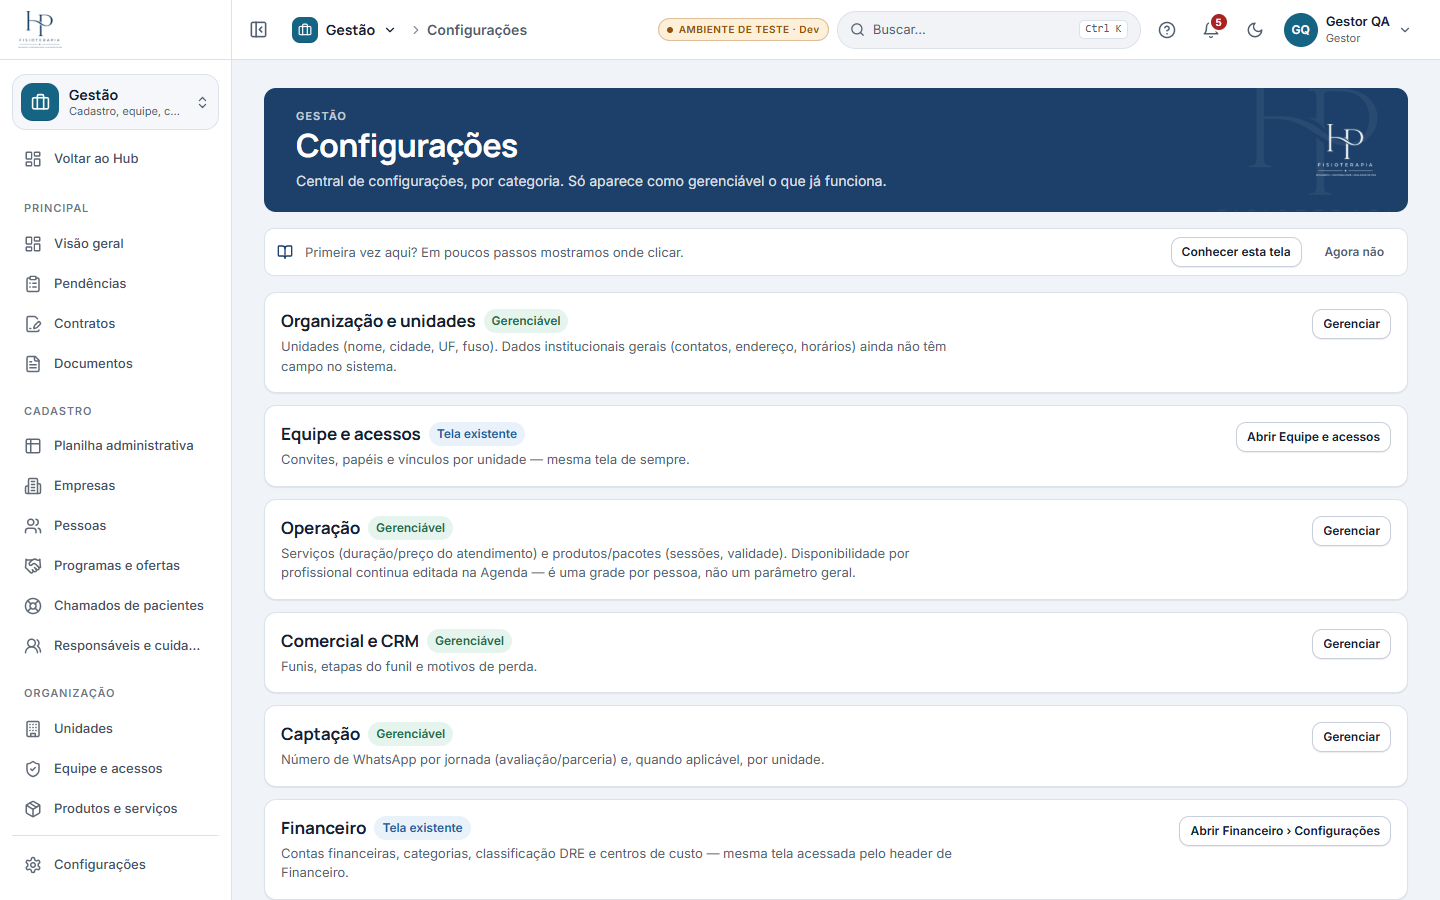 HP
FISIOTERAPIA
Gestão
Configurações
AMBIENTE DE TESTE · Dev
Buscar...
Ctrl K
5
GQ
Gestor QA
Gestor
Gestão
Cadastro, equipe, c...
Voltar ao Hub
PRINCIPAL
Visão geral
Pendências
Contratos
Documentos
CADASTRO
Planilha administrativa
Empresas
Pessoas
Programas e ofertas
Chamados de pacientes
Responsáveis e cuida...
ORGANIZAÇÃO
Unidades
Equipe e acessos
Produtos e serviços
Configurações
GESTÃO
Configurações
Central de configurações, por categoria. Só aparece como gerenciável o que já funciona.
HP
FISIOTERAPIA
Primeira vez aqui? Em poucos passos mostramos onde clicar.
Conhecer esta tela
Agora não
Organização e unidades
Gerenciável
Unidades (nome, cidade, UF, fuso). Dados institucionais gerais (contatos, endereço, horários) ainda não têm
campo no sistema.
Gerenciar
Equipe e acessos
Tela existente
Convites, papéis e vínculos por unidade — mesma tela de sempre.
Abrir Equipe e acessos
Operação
Gerenciável
Serviços (duração/preço do atendimento) e produtos/pacotes (sessões, validade). Disponibilidade por
profissional continua editada na Agenda — é uma grade por pessoa, não um parâmetro geral.
Gerenciar
Comercial e CRM
Gerenciável
Funis, etapas do funil e motivos de perda.
Gerenciar
Captação
Gerenciável
Número de WhatsApp por jornada (avaliação/parceria) e, quando aplicável, por unidade.
Gerenciar
Financeiro
Tela existente
Contas financeiras, categorias, classificação DRE e centros de custo — mesma tela acessada pelo header de
Financeiro.
Abrir Financeiro › Configurações